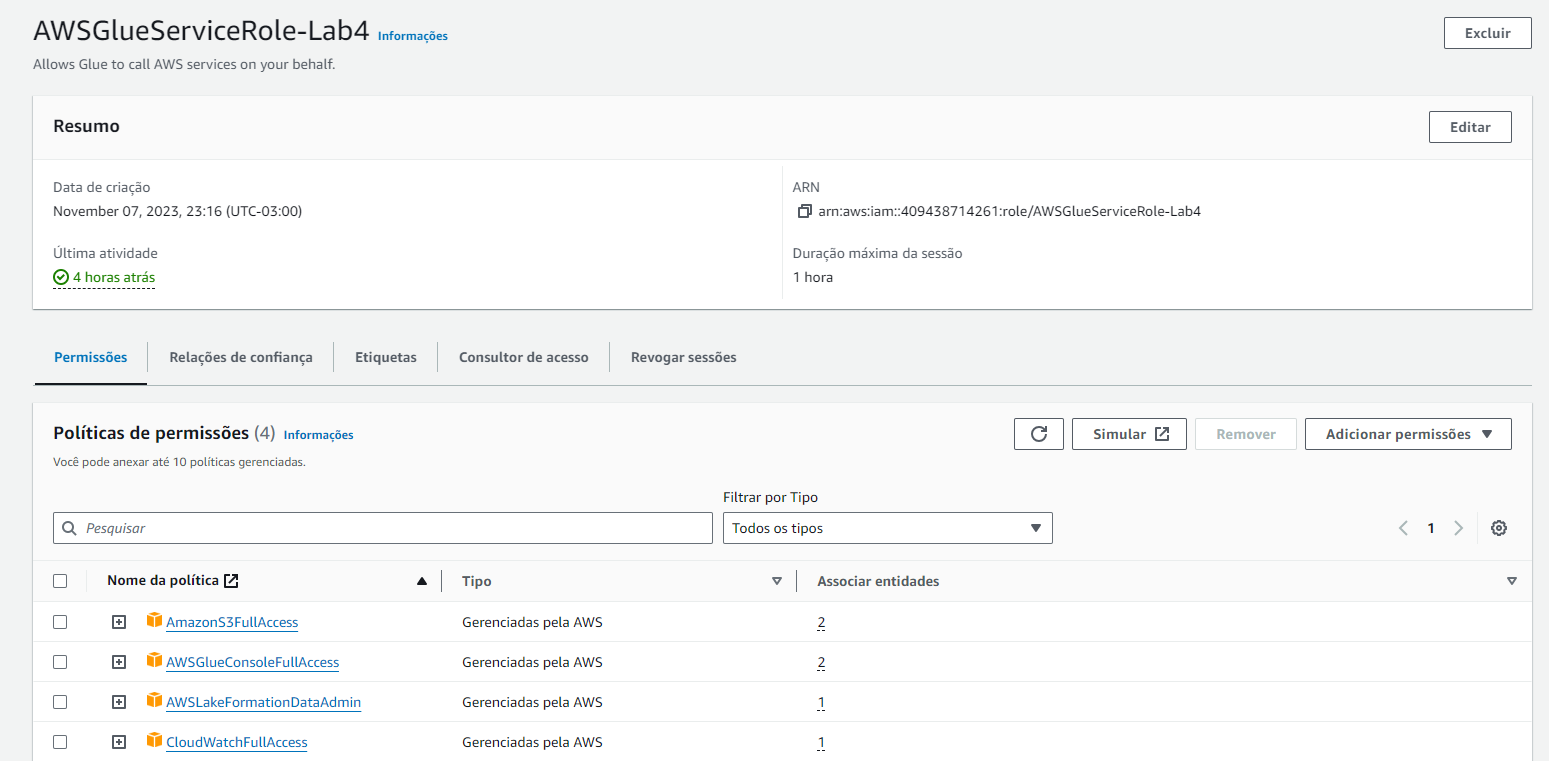 AWSGlueServiceRole-Lab4 Informações
Excluir
Allows Glue to call AWS services on your behalf.
Resumo
Editar
Data de criação
November 07, 2023, 23:16 (UTC-03:00)
ARN
arn:aws:iam::409438714261:role/AWSGlueServiceRole-Lab4
Última atividade
4 horas atrás
Duração máxima da sessão
1 hora
Permissões
Relações de confiança
Etiquetas
Consultor de acesso
Revogar sessões
Políticas de permissões (4) Informações
Você pode anexar até 10 políticas gerenciadas.
Simular
Remover
Adicionar permissões
Filtrar por Tipo
Pesquisar
Todos os tipos
1
Nome da política Tipo Associar entidades
AmazonS3FullAccess Gerenciadas pela AWS 2
AWSGlueConsoleFullAccess Gerenciadas pela AWS 2
AWSLakeFormationDataAdmin Gerenciadas pela AWS 1
CloudWatchFullAccess Gerenciadas pela AWS 1